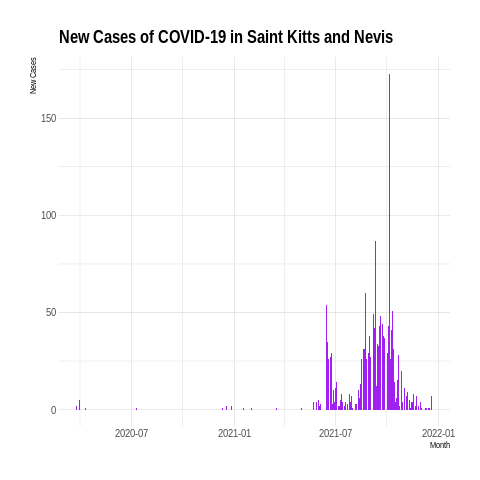 New Cases of COVID-19 in Saint Kitts and Nevis
New Cases
150
100
50
0
2020-07
2021-01
2021-07
2022-01
Month